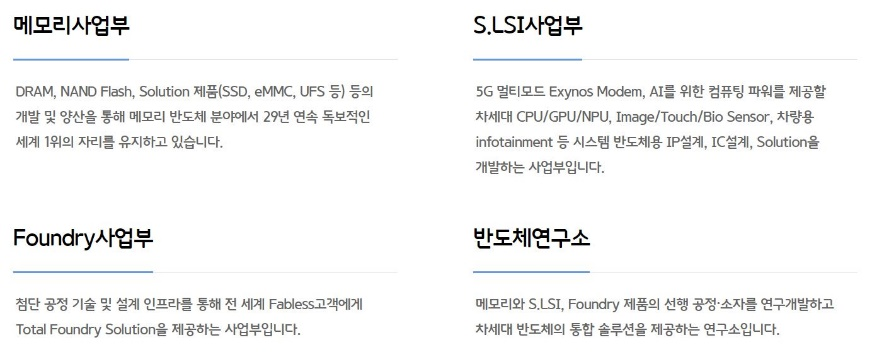 메모리사업부
DRAM, NAND Flash, Solution 제품(SSD, eMMC, UFS 등) 등의
개발 및 양산을 통해 메모리 반도체 분야에서 29년 연속 독보적인
세계 1위의 자리를 유지하고 있습니다.
S.LSI사업부
5G 멀티모드 Exynos Modem, AI를 위한 컴퓨팅 파워를 제공할
차세대 CPU/GPU/NPU, Image/Touch/Bio Sensor, 차량용
infotainment 등 시스템 반도체용 IP설계, IC설계, Solution을
개발하는 사업부입니다.
Foundry사업부
첨단 공정 기술 및 설계 인프라를 통해 전 세계 Fabless고객에게
Total Foundry Solution을 제공하는 사업부입니다.
반도체연구소
메모리와 S.LSI, Foundry 제품의 선행 공정·소자를 연구개발하고
차세대 반도체의 통합 솔루션을 제공하는 연구소입니다.